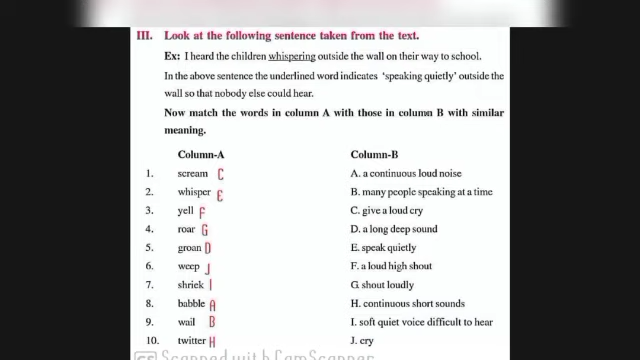 III. Look at the following sentence taken from the text.
Ex: I heard the children whispering outside the wall on their way to school.
In the above sentence the underlined word indicates ‘speaking quietly’ outside the
wall so that nobody else could hear.
Now match the words in column A with those in column B with similar
meaning.
Column-A Column-B
1. scream C A. a continuous loud noise
2. whisper E B. many people speaking at a time
3. yell F C. give a loud cry
4. roar G D. a long deep sound
5. groan D E. speak quietly
6. weep J F. a loud high shout
7. shriek I G. shout loudly
8. babble A H. continuous short sounds
9. wail B I. soft quiet voice difficult to hear
10. twitter H J. cry
CS Scanned with CamScanner